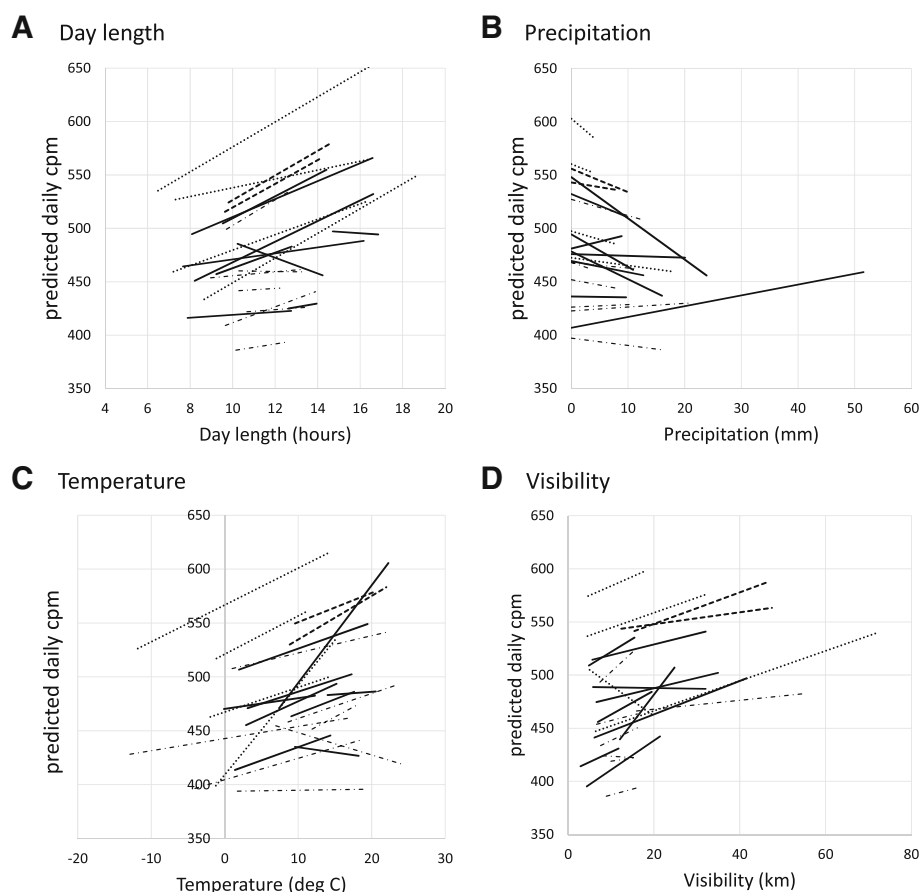 A Day length
650
600
550
500
450
400
350
predicted daily cpm
4 6 8 10 12 14 16 18 20
Day length (hours)
B Precipitation
650
600
550
500
450
400
350
predicted daily cpm
0 10 20 30 40 50 60
Precipitation (mm)
C Temperature
650
600
550
500
450
400
350
predicted daily cpm
-20 -10 0 10 20 30
Temperature (deg C)
D Visibility
650
600
550
500
450
400
350
predicted daily cpm
0 20 40 60 80
Visibility (km)